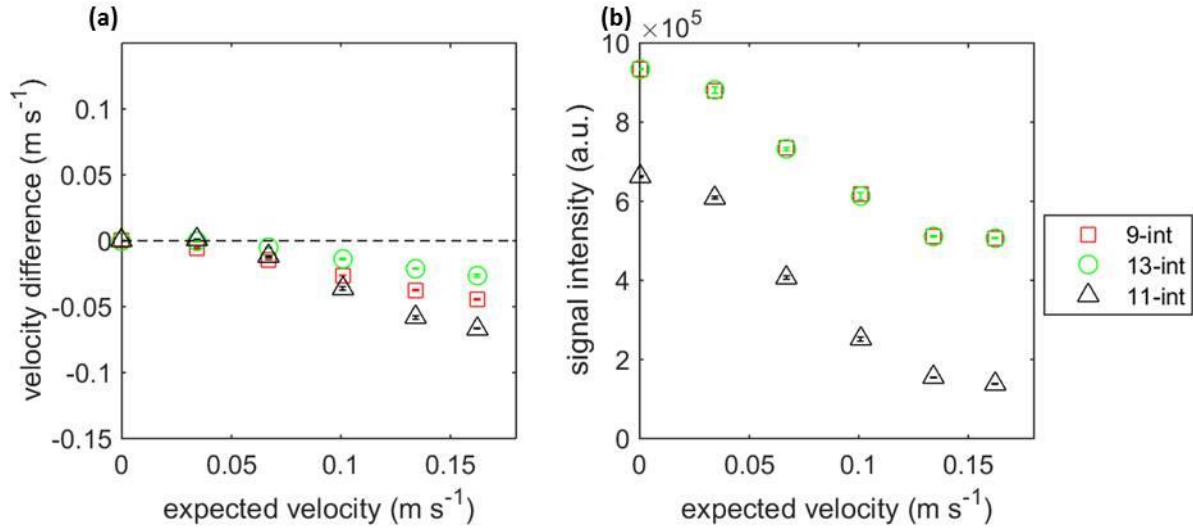 (a)
velocity difference (m s⁻¹)
0.1
0.05
0
-0.05
-0.1
-0.15
0
0.05
0.1
0.15
expected velocity (m s⁻¹)
(b)
×10⁵
signal intensity (a.u.)
10
8
6
4
2
0
0
0.05
0.1
0.15
expected velocity (m s⁻¹)
9-int
13-int
11-int